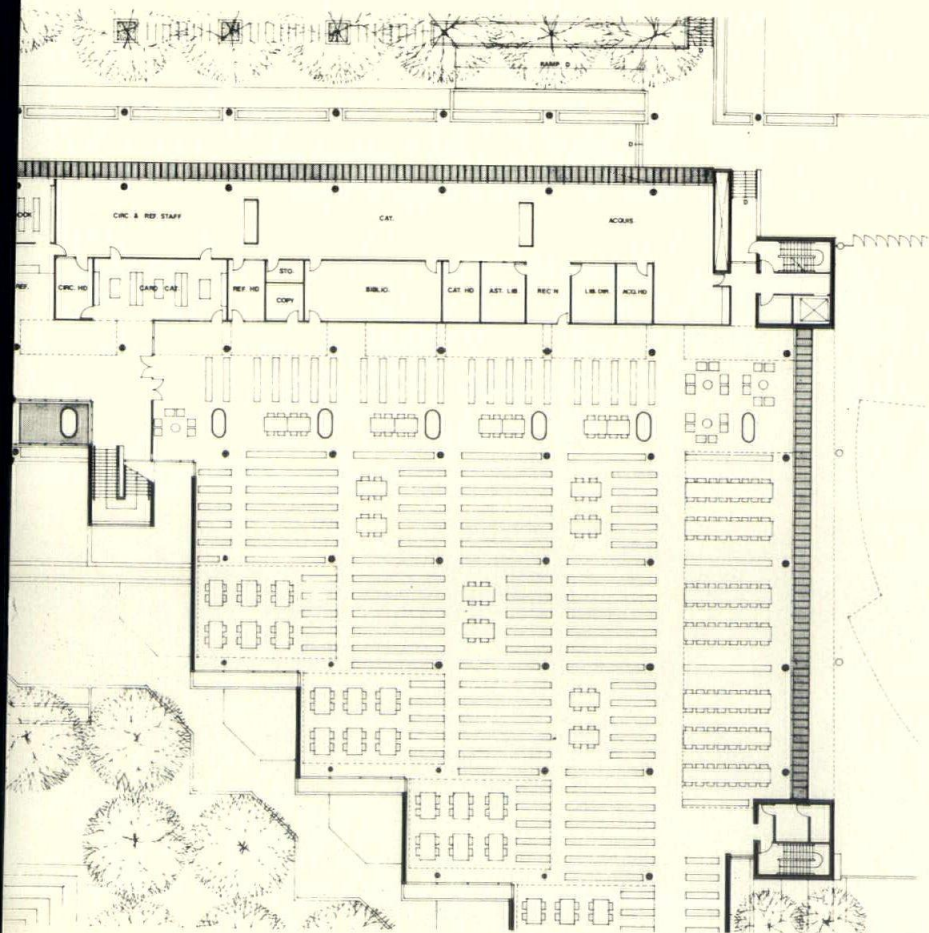 RAMP D
D
D
D
CIRC & REF. STAFF
CAT.
ACQUIS.
REF.
CIRC. HD
CARD CAT.
REF. HD
STO.
COPY
BIBLIO.
CAT. HD
AST. LIB
REC'N
LIB. DIR.
ACQ. HD